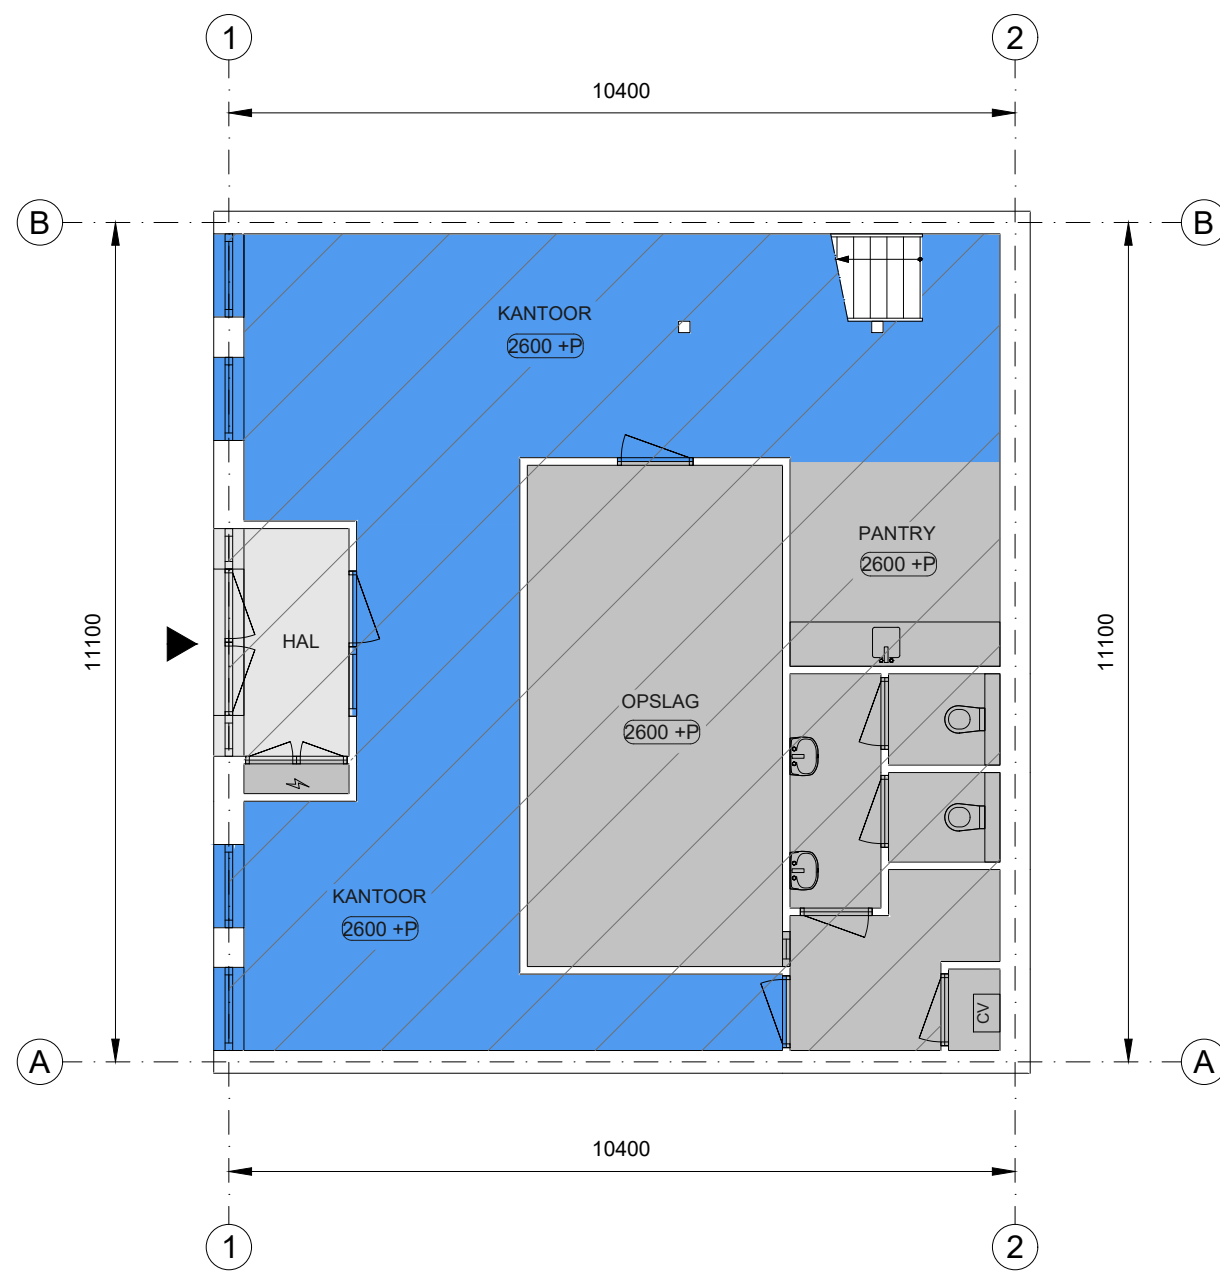 1
2
10400
B
B
KANTOOR
2600 +P
PANTRY
2600 +P
11100
HAL
11100
OPSLAG
2600 +P
KANTOOR
2600 +P
CV
A
A
10400
1
2